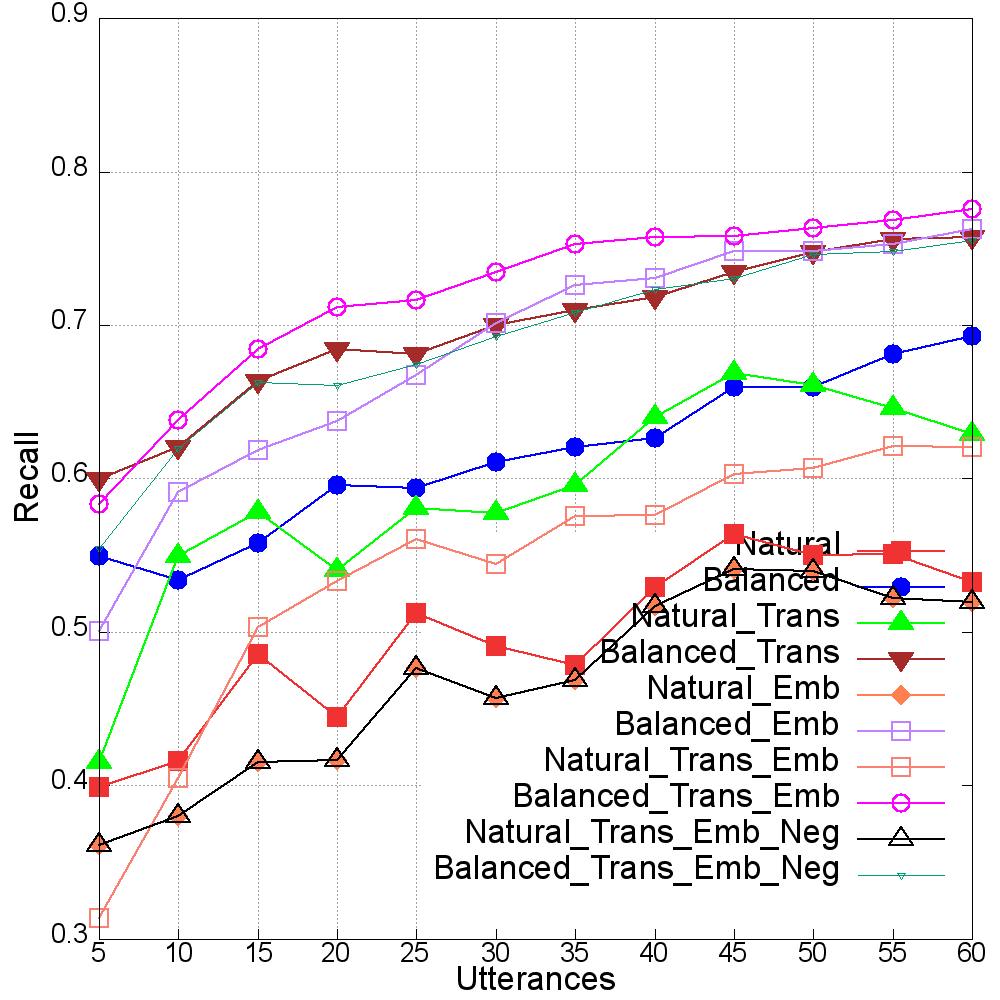 0.9
0.8
0.7
0.6
0.5
0.4
0.3
Recall
Natural
Balanced
Natural_Trans
Balanced_Trans
Natural_Emb
Balanced_Emb
Natural_Trans_Emb
Balanced_Trans_Emb
Natural_Trans_Emb_Neg
Balanced_Trans_Emb_Neg
5 10 15 20 25 30 35 40 45 50 55 60
Utterances